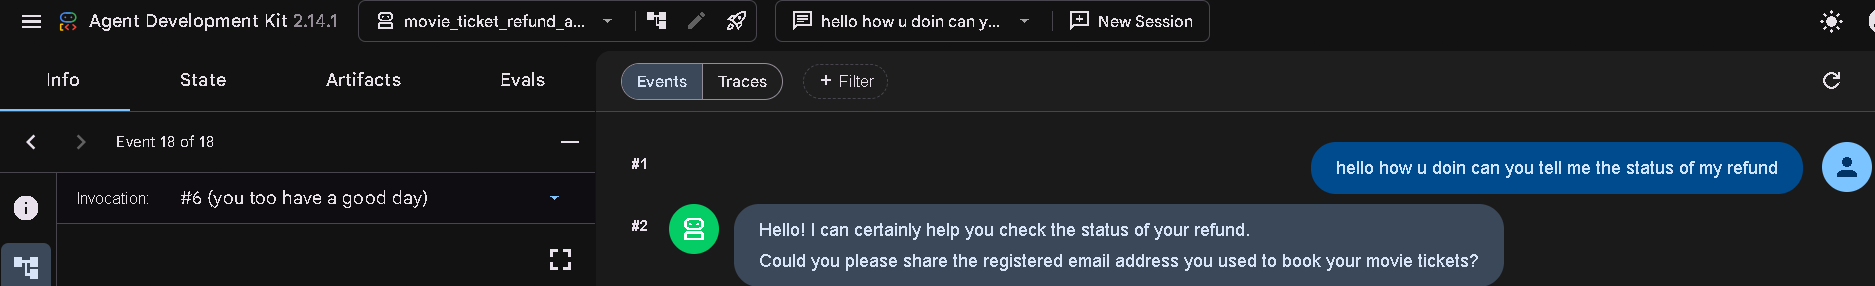 Agent Development Kit 2.14.1
movie_ticket_refund_a...
hello how u doin can y...
New Session
Info
State
Artifacts
Evals
Events
Traces
+ Filter
Event 18 of 18
Invocation:
#6 (you too have a good day)
#1
hello how u doin can you tell me the status of my refund
#2
Hello! I can certainly help you check the status of your refund.
Could you please share the registered email address you used to book your movie tickets?